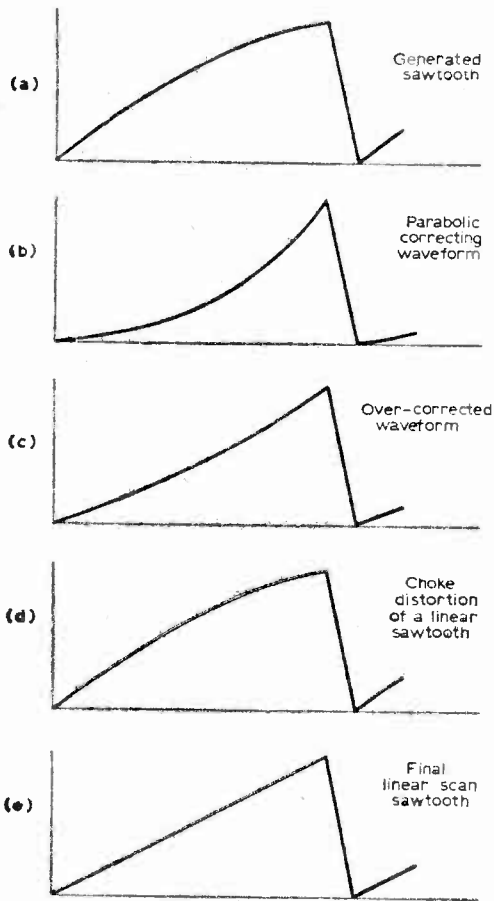 (a)
Generated
sawtooth
(b)
Parabolic
correcting
waveform
(c)
Over-corrected
waveform
(d)
Choke
distortion
of a linear
sawtooth
(e)
Final
linear scan
sawtooth